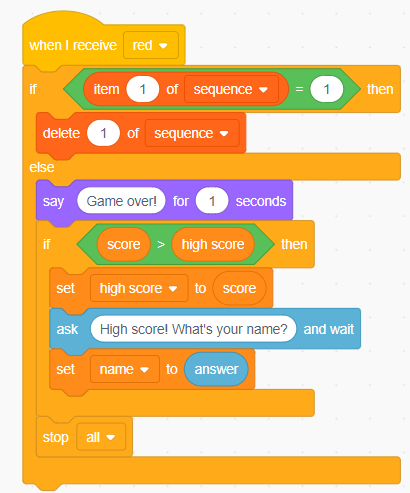 when I receive red
if item 1 of sequence = 1 then
delete 1 of sequence
else
say Game over! for 1 seconds
if score > high score then
set high score to score
ask High score! What's your name? and wait
set name to answer
stop all